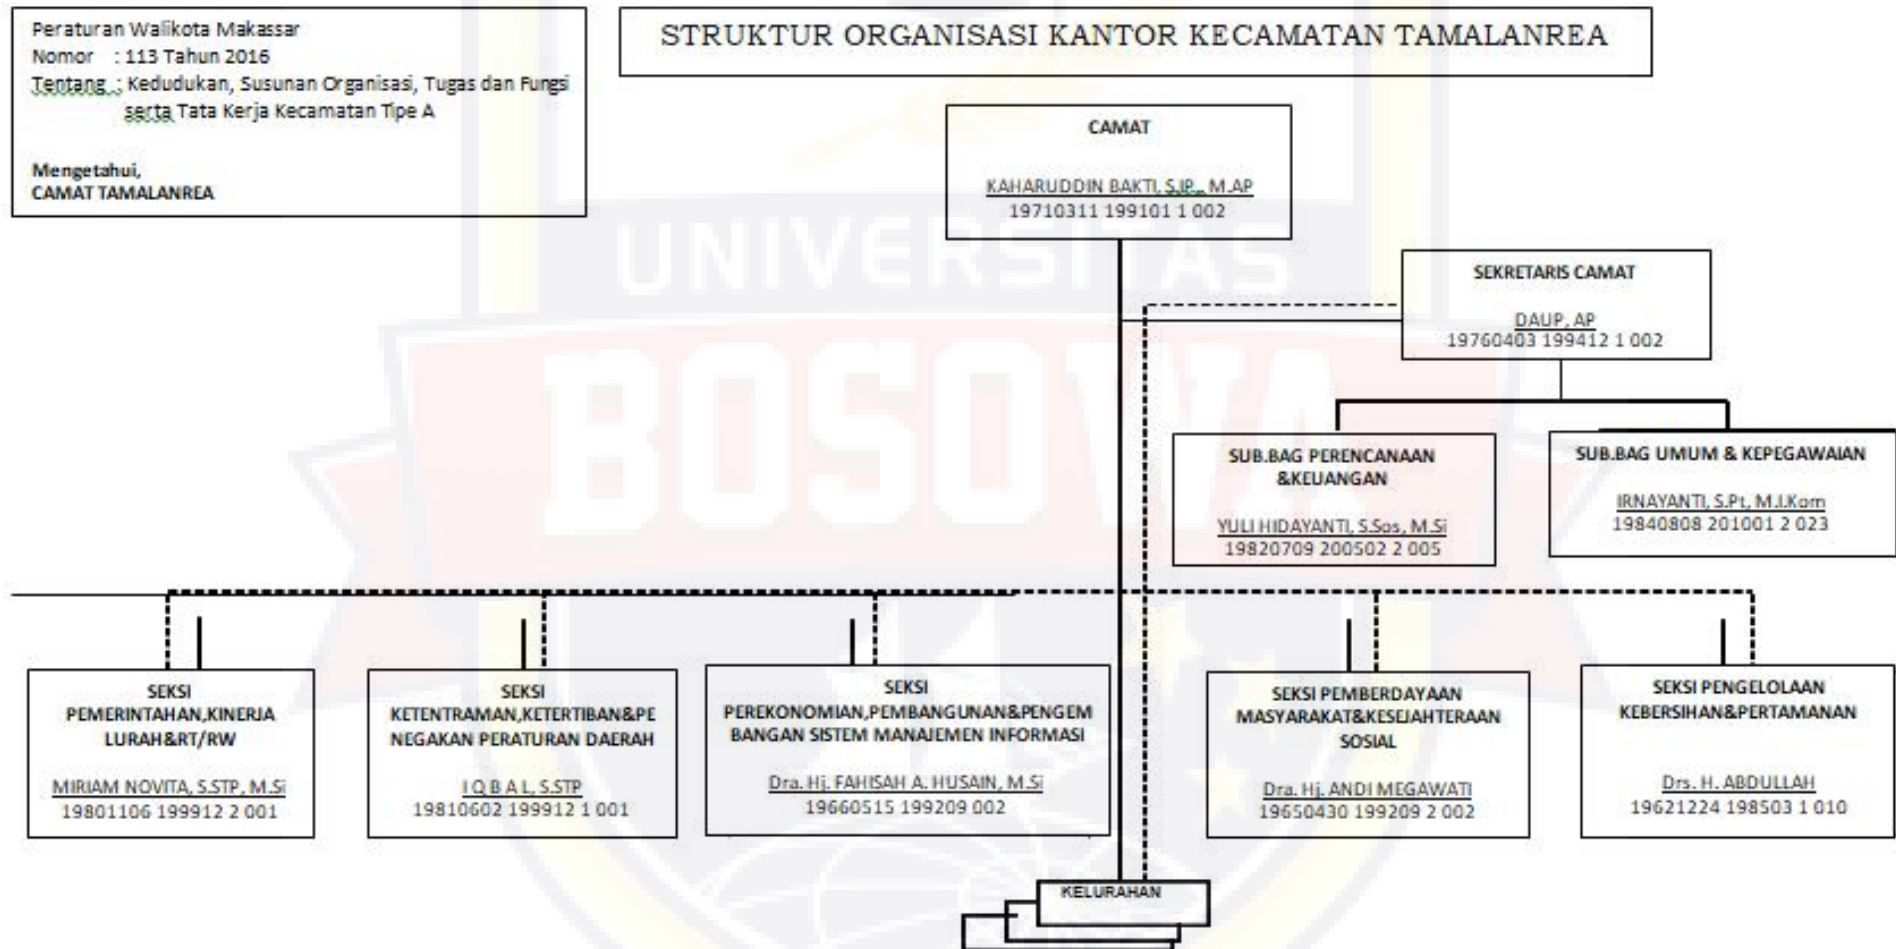 Peraturan Walikota Makassar
Nomor : 113 Tahun 2016
Tentang : Kedudukan, Susunan Organisasi, Tugas dan Fungsi
serta Tata Kerja Kecamatan Tipe A
Mengetahui,
CAMAT TAMALANREA
STRUKTUR ORGANISASI KANTOR KECAMATAN TAMALANREA
CAMAT
KAHARUDDIN BAKTI, S.IP., M.AP
19710311 199101 1 002
SEKRETARIS CAMAT
DAUP, AP
19760403 199412 1 002
SUB.BAG PERENCANAAN
&KEUANGAN
YULI HIDAYANTI, S.Sos, M.Si
19820709 200502 2 005
SUB.BAG UMUM & KEPEGAWAIAN
IRNAYANTI, S.Pt, M.I.Kom
19840808 201001 2 023
SEKSI
PEMERINTAHAN,KINERJA
LURAH&RT/RW
MIRIAM NOVITA, S.STP, M.Si
19801106 199912 2 001
SEKSI
KETENTRAMAN,KETERTIBAN&PE
NEGAKAN PERATURAN DAERAH
I Q B A L, S.STP
19810602 199912 1 001
SEKSI
PEREKONOMIAN,PEMBANGUNAN&PENGEM
BANGAN SISTEM MANAJEMEN INFORMASI
Dra. Hj. FAHISAH A. HUSAIN, M.Si
19660515 199209 002
SEKSI PEMBERDAYAAN
MASYARAKAT&KESEJAHTERAAN
SOSIAL
Dra. Hj. ANDI MEGAWATI
19650430 199209 2 002
SEKSI PENGELOLAAN
KEBERSIHAN&PERTAMANAN
Drs. H. ABDULLAH
19621224 198503 1 010
KELURAHAN
UNIVERSITAS
BOSOWA